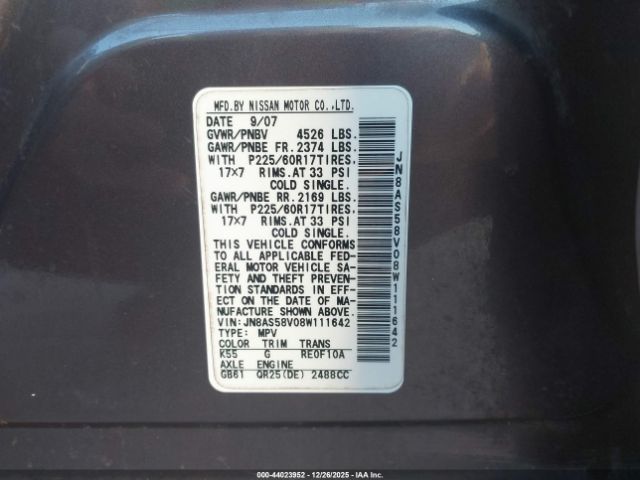 MFD.BY NISSAN MOTOR CO.,LTD.
DATE 9/07
GVWR/PNBV 4526 LBS.
GAWR/PNBE FR.2374 LBS.
WITH P225/60R17TIRES,
17×7 RIMS.AT 33 PSI
COLD SINGLE.
GAWR/PNBE RR.2169 LBS.
WITH P225/60R17TIRES,
17×7 RIMS.AT 33 PSI
COLD SINGLE.
THIS VEHICLE CONFORMS
TO ALL APPLICABLE FED-
ERAL MOTOR VEHICLE SA-
FETY AND THEFT PREVEN-
TION STANDARDS IN EFF-
ECT ON THE DATE OF MA-
NUFACTURE SHOWN ABOVE.
VIN:JN8AS58V08W111642
TYPE: MPV
COLOR TRIM TRANS
K55 G RE0F10A
AXLE ENGINE
GB61 QR25(DE) 2488CC
JN8AS58V08W111642
000-44023952 - 12/26/2025 - IAAI.COM